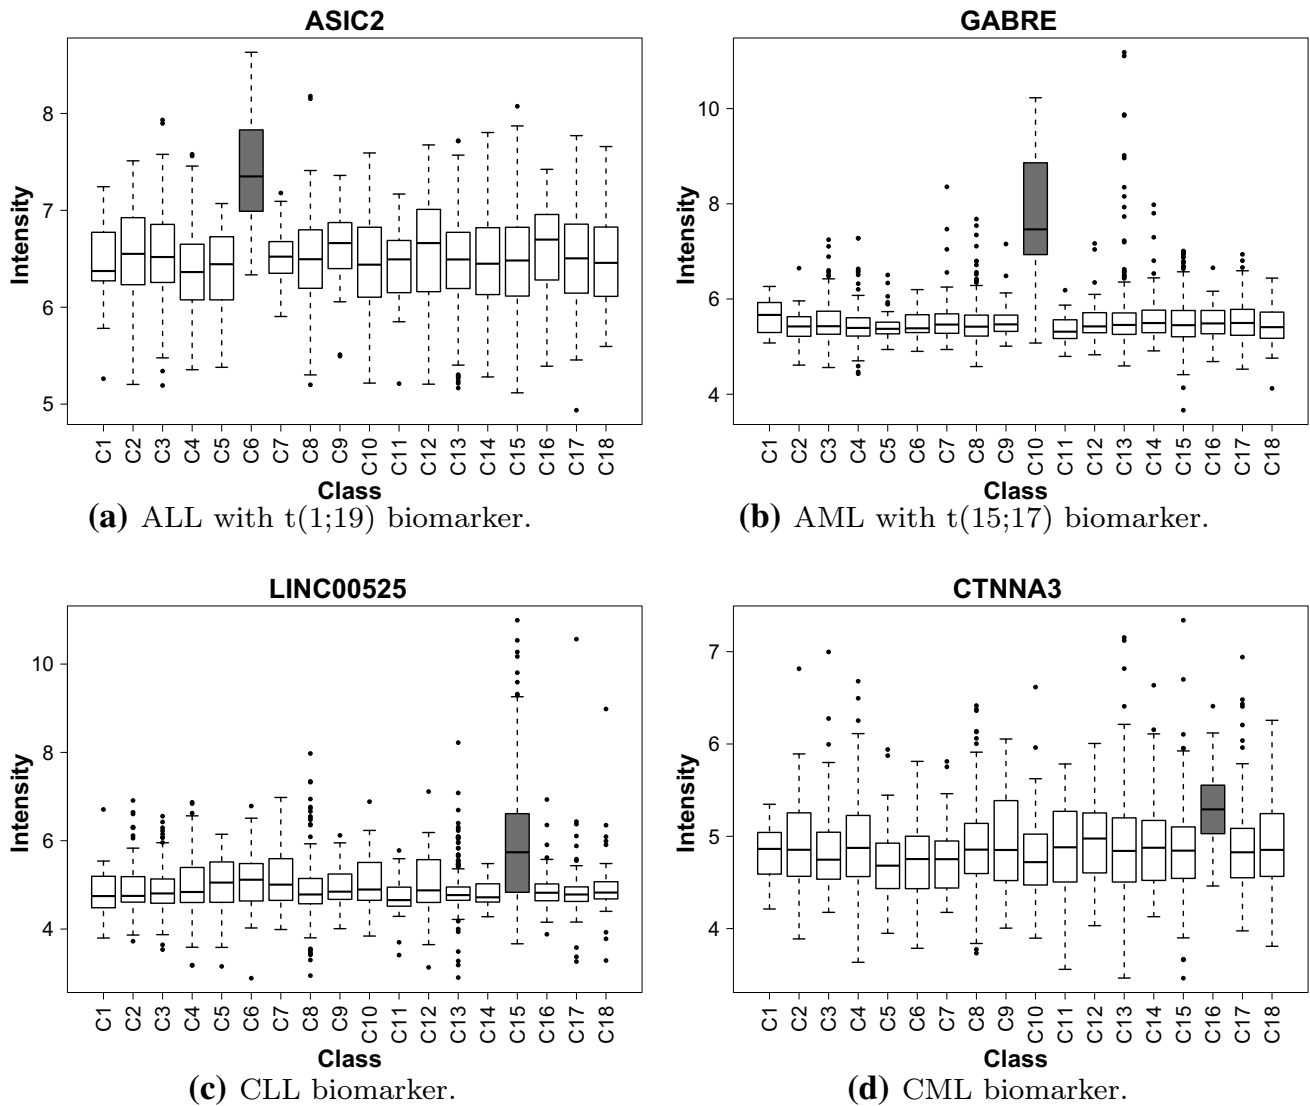 ASIC2
Intensity
8
7
6
5
C1 C2 C3 C4 C5 C6 C7 C8 C9 C10 C11 C12 C13 C14 C15 C16 C17 C18
Class
(a) ALL with t(1;19) biomarker.
GABRE
Intensity
10
8
6
4
C1 C2 C3 C4 C5 C6 C7 C8 C9 C10 C11 C12 C13 C14 C15 C16 C17 C18
Class
(b) AML with t(15;17) biomarker.
LINC00525
Intensity
10
8
6
4
C1 C2 C3 C4 C5 C6 C7 C8 C9 C10 C11 C12 C13 C14 C15 C16 C17 C18
Class
(c) CLL biomarker.
CTNNA3
Intensity
7
6
5
4
C1 C2 C3 C4 C5 C6 C7 C8 C9 C10 C11 C12 C13 C14 C15 C16 C17 C18
Class
(d) CML biomarker.